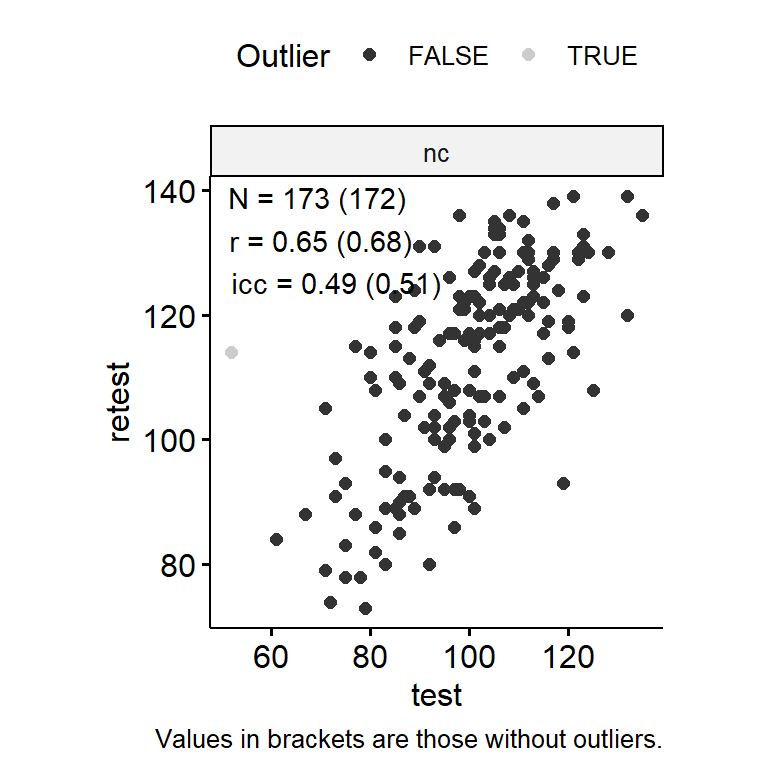 Outlier FALSE TRUE
nc
N = 173 (172)
r = 0.65 (0.68)
icc = 0.49 (0.51)
140
120
100
80
retest
60 80 100 120
test
Values in brackets are those without outliers.